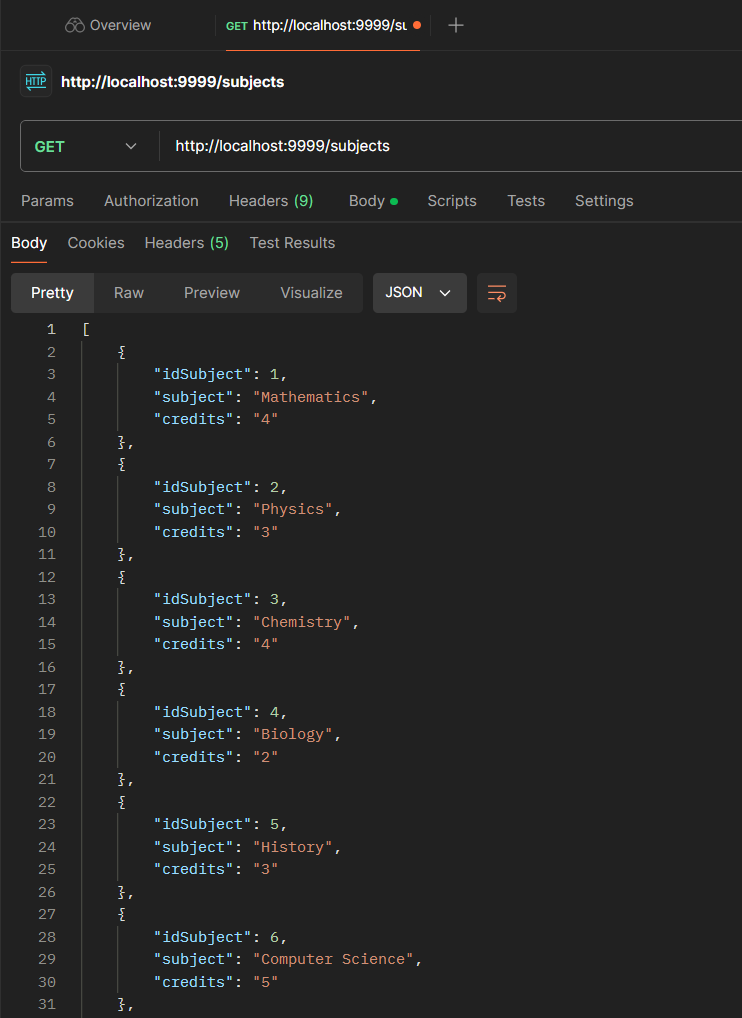 Overview GET http://localhost:9999/su
HTTP http://localhost:9999/subjects
GET http://localhost:9999/subjects
Params Authorization Headers (9) Body Scripts Tests Settings
Body Cookies Headers (5) Test Results
Pretty Raw Preview Visualize JSON
1 [
2 {
3 "idSubject": 1,
4 "subject": "Mathematics",
5 "credits": "4"
6 },
7 {
8 "idSubject": 2,
9 "subject": "Physics",
10 "credits": "3"
11 },
12 {
13 "idSubject": 3,
14 "subject": "Chemistry",
15 "credits": "4"
16 },
17 {
18 "idSubject": 4,
19 "subject": "Biology",
20 "credits": "2"
21 },
22 {
23 "idSubject": 5,
24 "subject": "History",
25 "credits": "3"
26 },
27 {
28 "idSubject": 6,
29 "subject": "Computer Science",
30 "credits": "5"
31 },